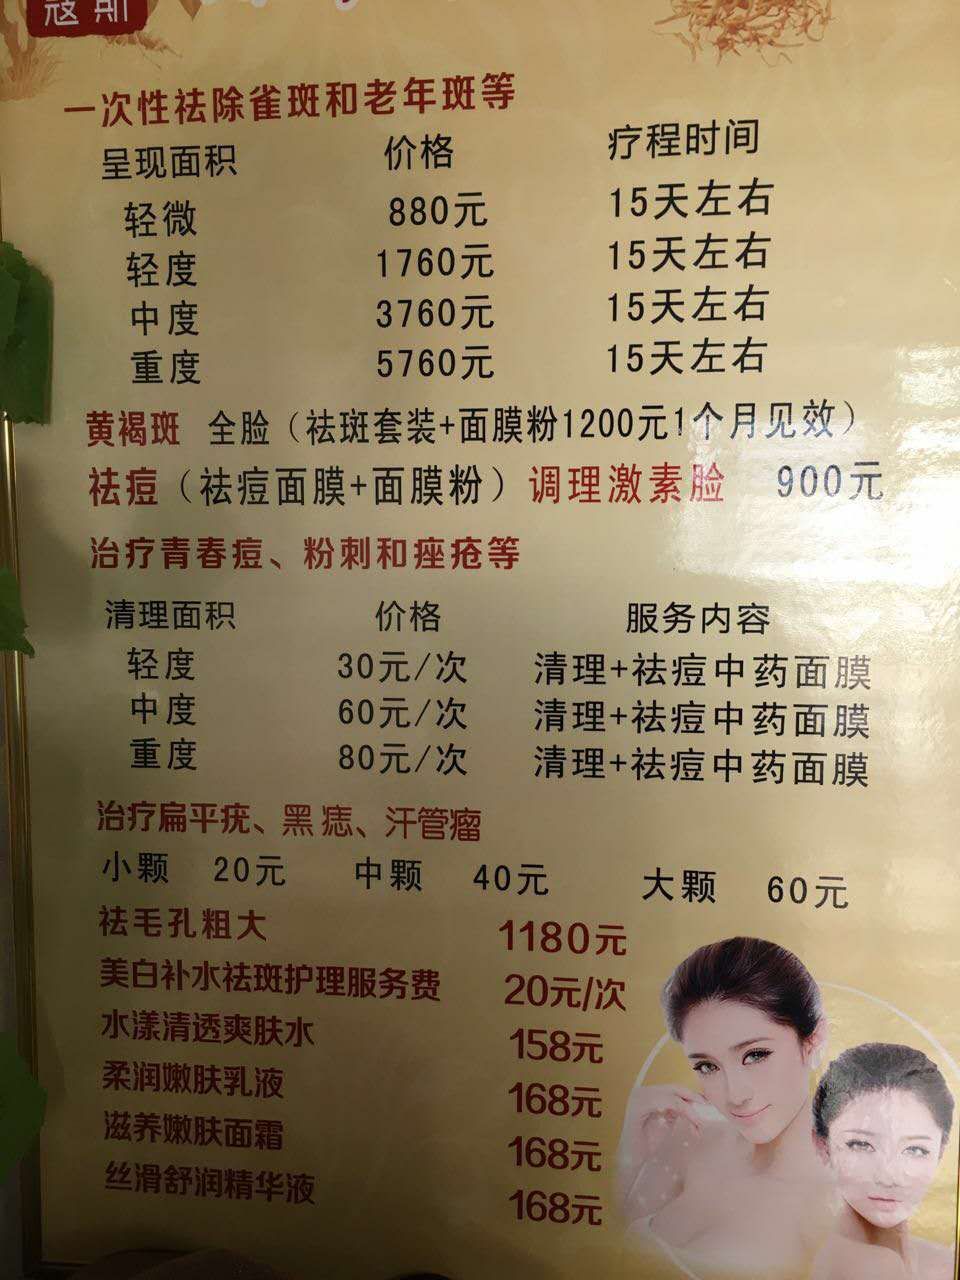 寇斯
一次性祛除雀斑和老年斑等
呈现面积 价格 疗程时间
轻微 880元 15天左右
轻度 1760元 15天左右
中度 3760元 15天左右
重度 5760元 15天左右
黄褐斑 全脸（祛斑套装+面膜粉1200元1个月见效）
祛痘（祛痘面膜+面膜粉）调理激素脸 900元
治疗青春痘、粉刺和痤疮等
清理面积 价格 服务内容
轻度 30元/次 清理+祛痘中药面膜
中度 60元/次 清理+祛痘中药面膜
重度 80元/次 清理+祛痘中药面膜
治疗扁平疣、黑痣、汗管瘤
小颗 20元 中颗 40元 大颗 60元
祛毛孔粗大 1180元
美白补水祛斑护理服务费 20元/次
水漾清透爽肤水 158元
柔润嫩肤乳液 168元
滋养嫩肤面霜 168元
丝滑舒润精华液 168元